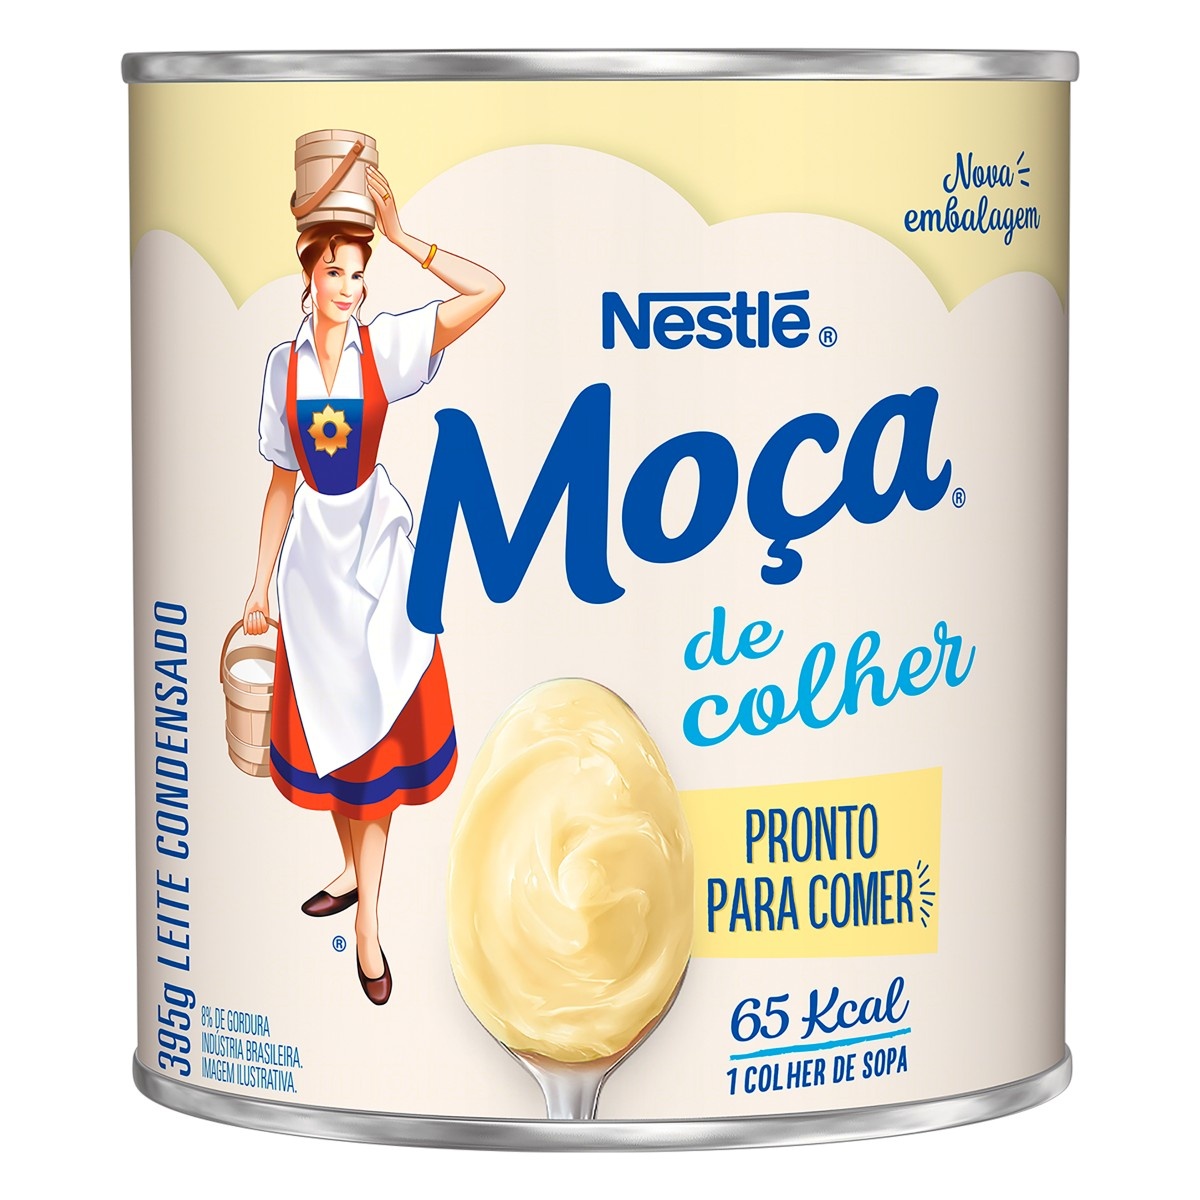 Nova
embalagem
Nestlé®
Moça®
de
colher
PRONTO
PARA COMER
65 Kcal
1 COLHER DE SOPA
®
395g LEITE CONDENSADO
8% DE GORDURA
INDÚSTRIA BRASILEIRA.
IMAGEM ILUSTRATIVA.